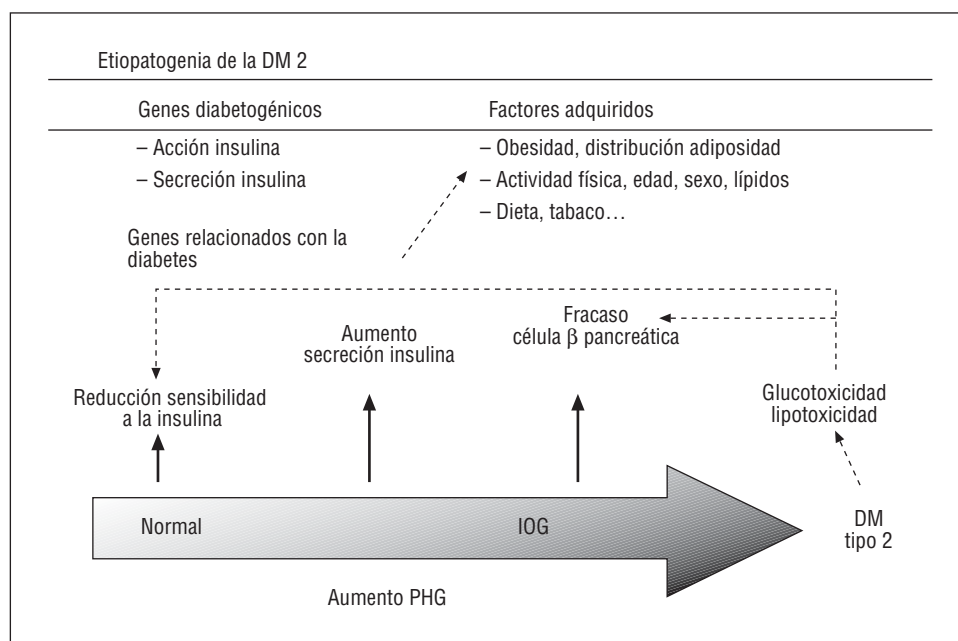 Etiopatogenia de la DM 2
Genes diabetogénicos
Factores adquiridos
– Acción insulina
– Secreción insulina
– Obesidad, distribución adiposidad
– Actividad física, edad, sexo, lípidos
– Dieta, tabaco…
Genes relacionados con la
diabetes
Fracaso
célula β pancreática
Aumento
secreción insulina
Reducción sensibilidad
a la insulina
Glucotoxicidad
lipotoxicidad
Normal
IOG
DM
tipo 2
Aumento PHG